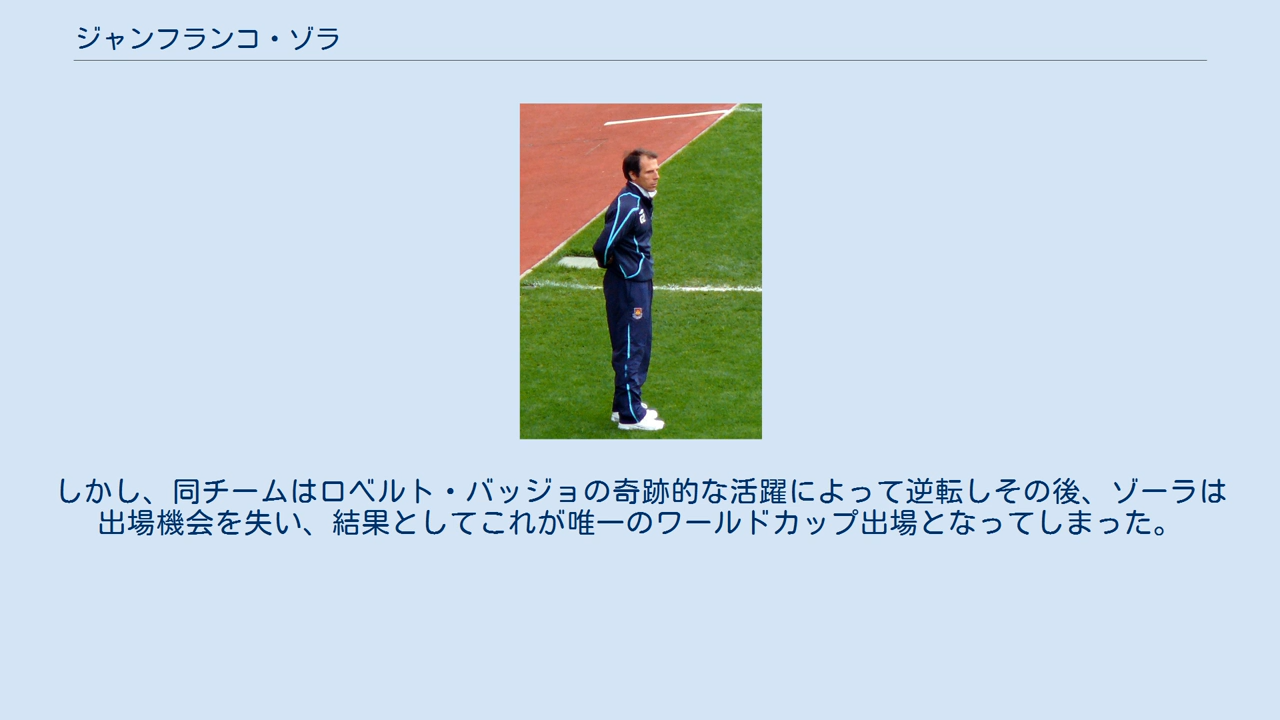 ジャンフランコ・ゾラ
しかし、同チームはロベルト・バッジョの奇跡的な活躍によって逆転しその後、ゾーラは
出場機会を失い、結果としてこれが唯一のワールドカップ出場となってしまった。